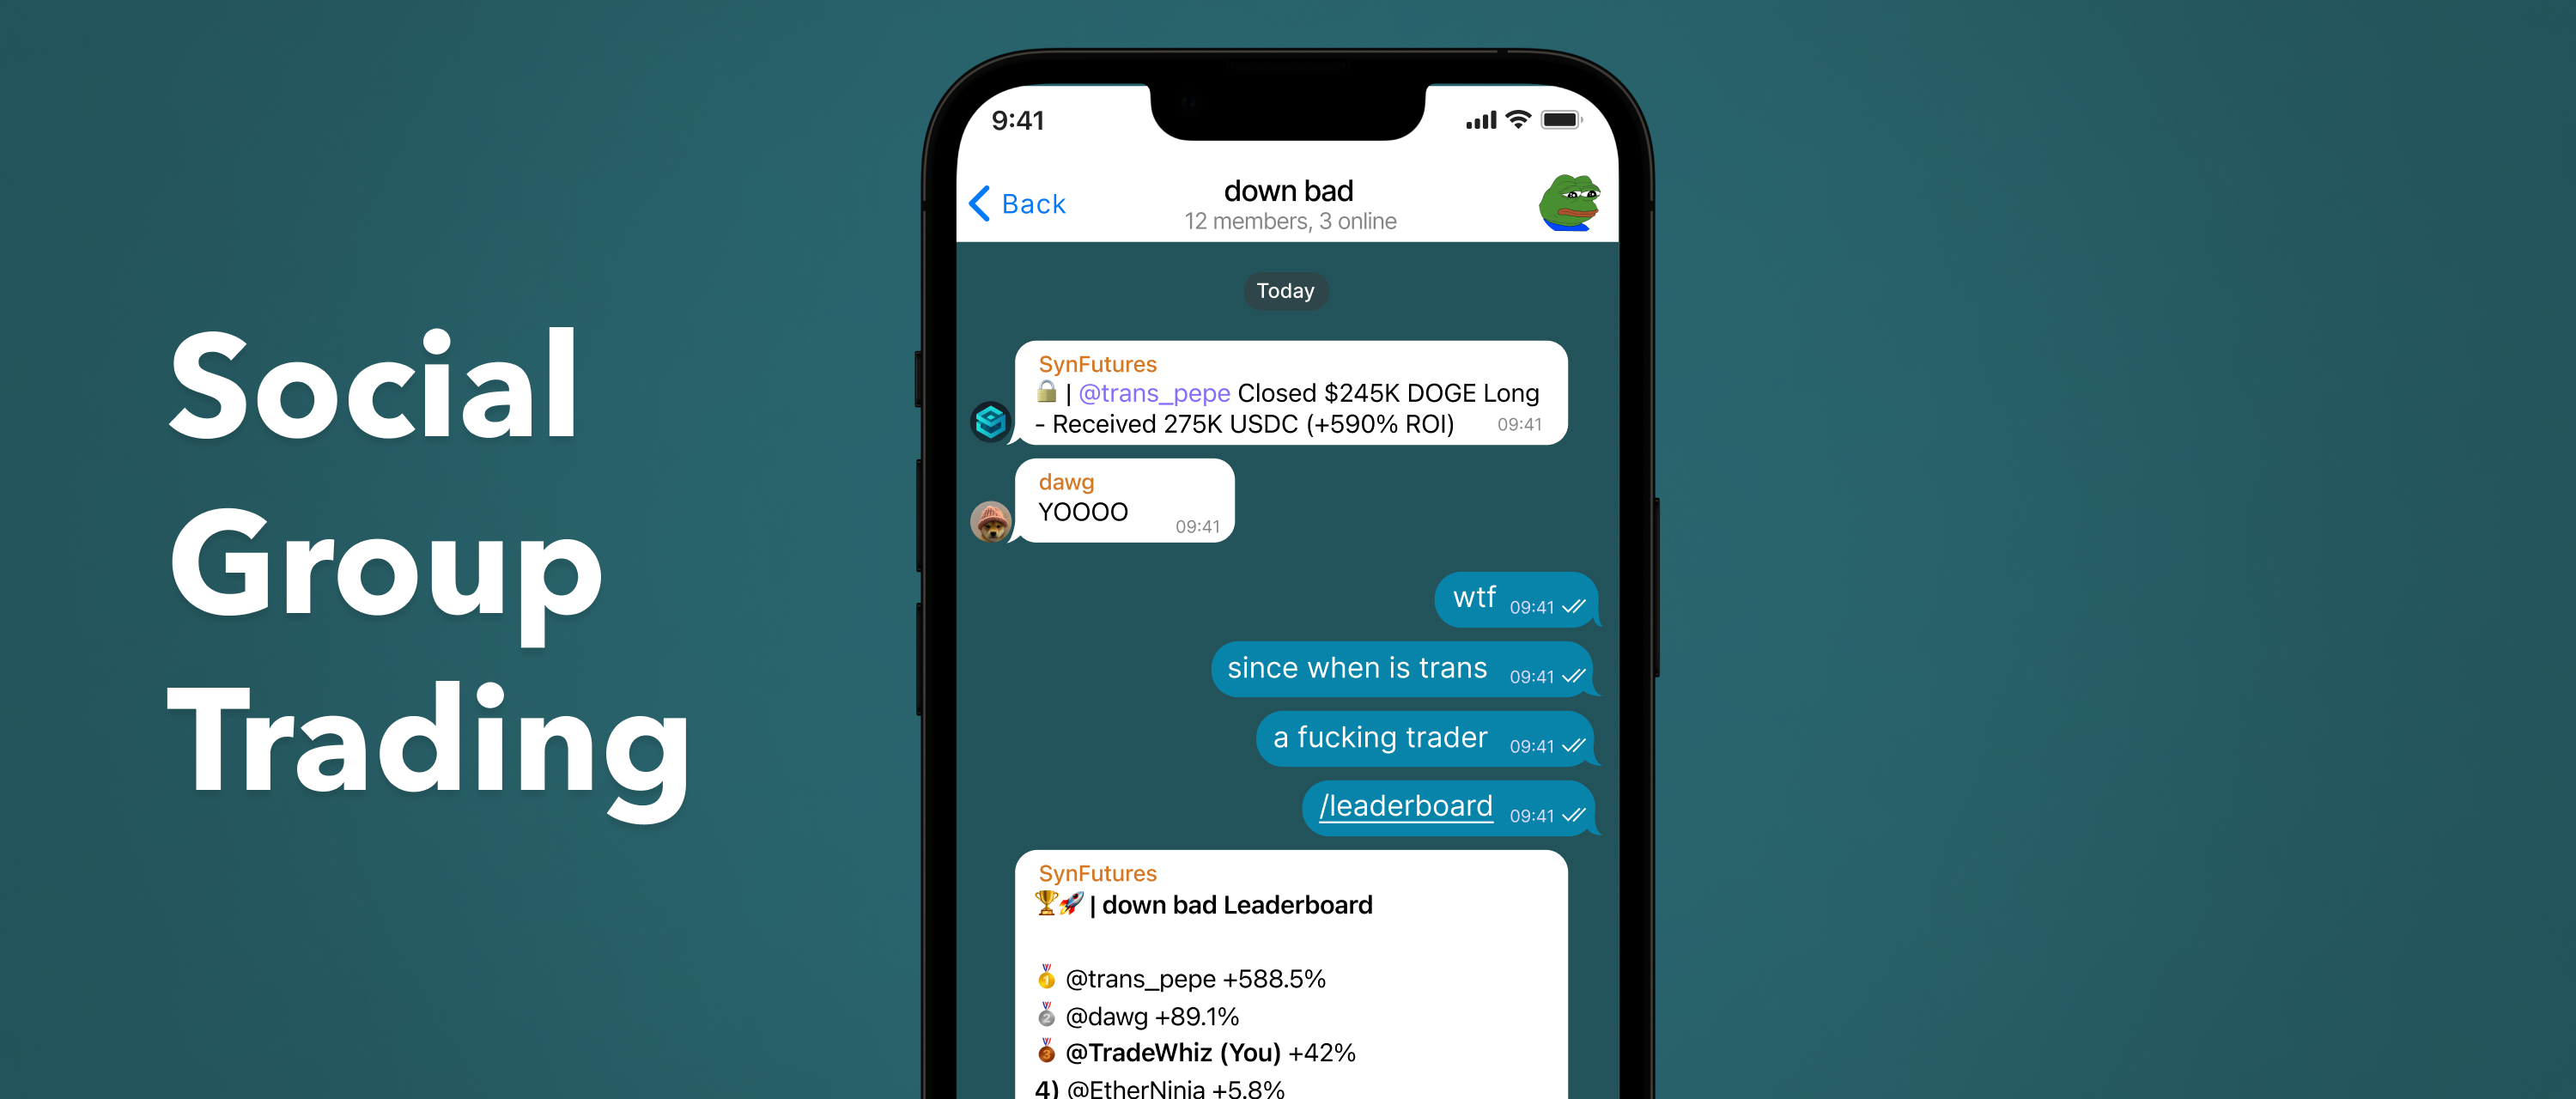 Social
Group
Trading
9:41
Back
down bad
12 members, 3 online
Today
SynFutures
🔒 | @trans_pepe Closed $245K DOGE Long
- Received 275K USDC (+590% ROI) 09:41
dawg
YOOOO
09:41
wtf 09:41
since when is trans 09:41
a fucking trader 09:41
/leaderboard 09:41
SynFutures
🏆🚀 | down bad Leaderboard
🥇 @trans_pepe +588.5%
🥈 @dawg +89.1%
🥉 @TradeWhiz (You) +42%
4) @EtherNinja +5.8%